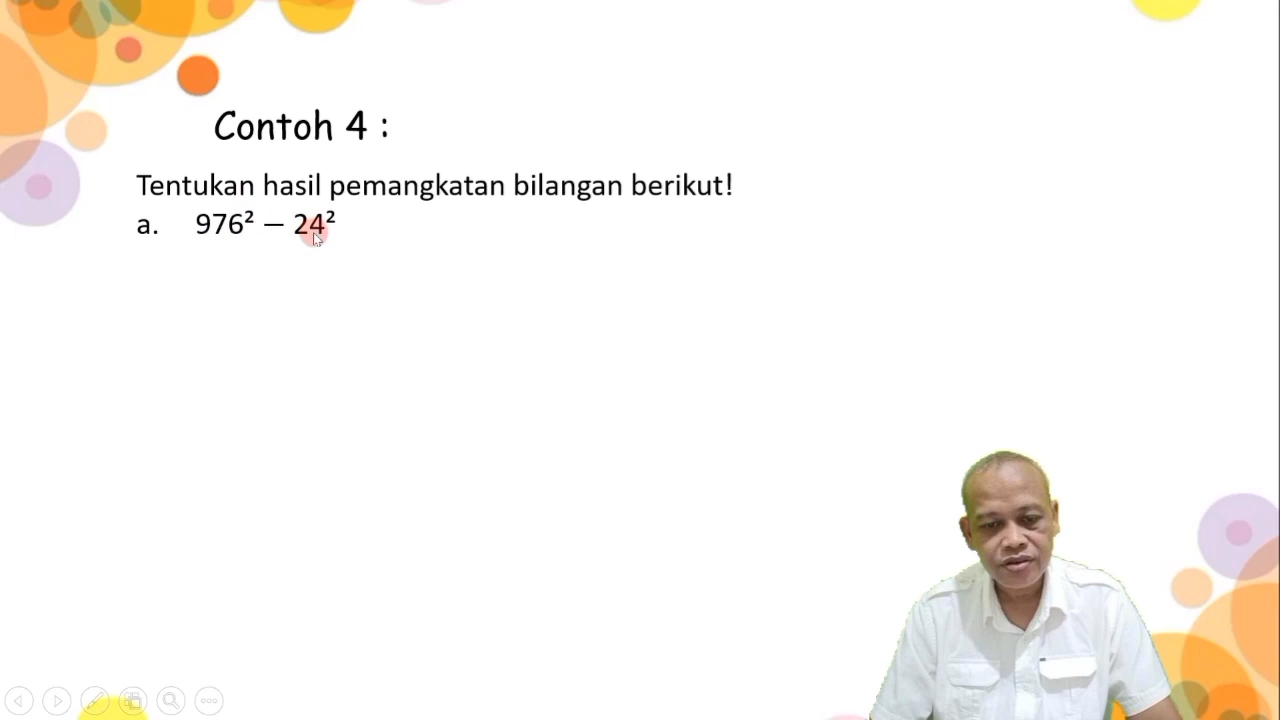 Contoh 4 :
Tentukan hasil pemangkatan bilangan berikut!
a. 976² – 24²